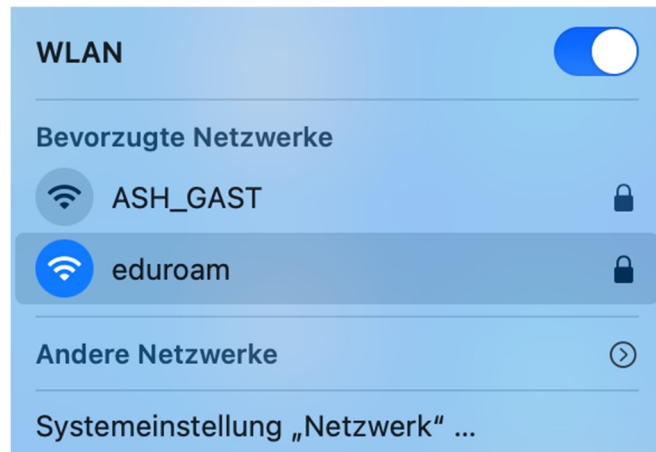 WLAN
Bevorzugte Netzwerke
ASH_GAST
eduroam
Andere Netzwerke
Systemeinstellung „Netzwerk“ ...